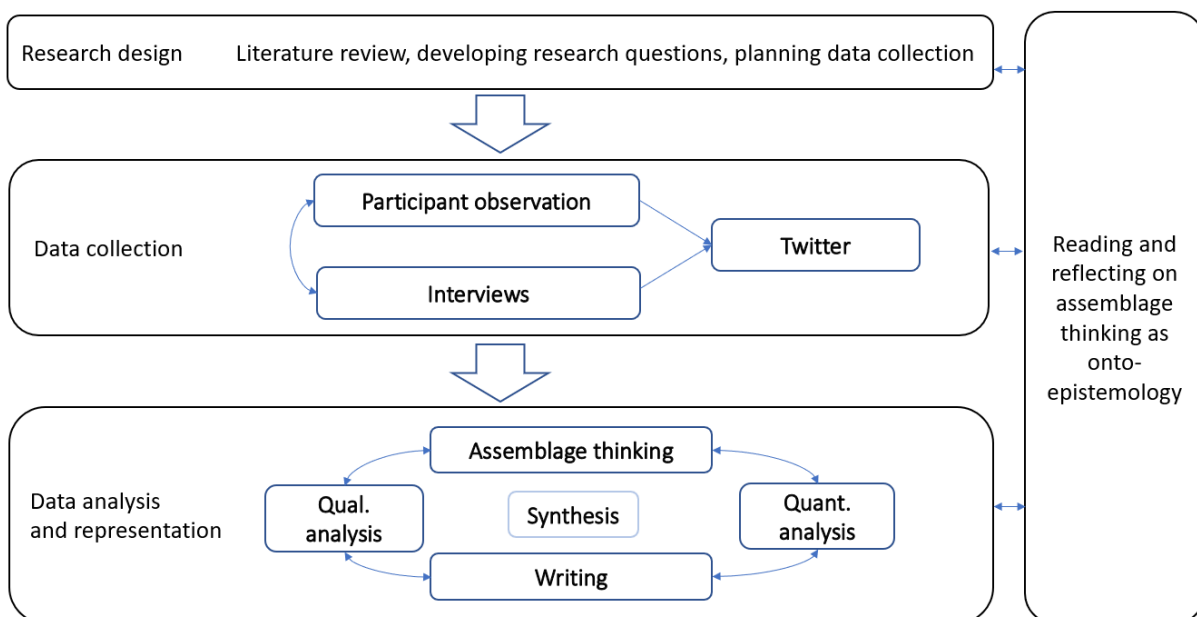 Research design Literature review, developing research questions, planning data collection
Participant observation
Data collection
Twitter
Interviews
Assemblage thinking
Data analysis
and representation
Qual.
analysis
Synthesis
Quant.
analysis
Writing
Reading and
reflecting on
assemblage
thinking as
onto-
epistemology